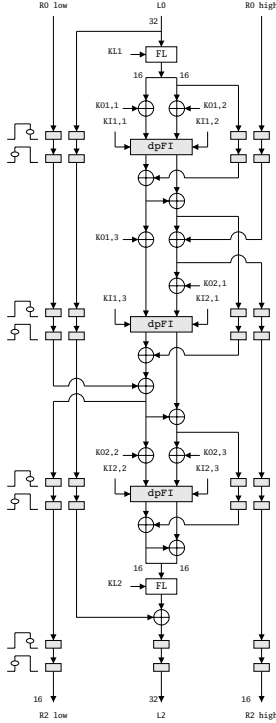 R0 low L0 R0 high
32
KL1 FL
16 16
KO1,1 KO1,2
KI1,1 KI1,2
dpFI
KO1,3
KO2,1
KI1,3 KI2,1
dpFI
KO2,2 KO2,3
KI2,2 KI2,3
dpFI
16 16
KL2 FL
16 32 16
R2 low L2 R2 high